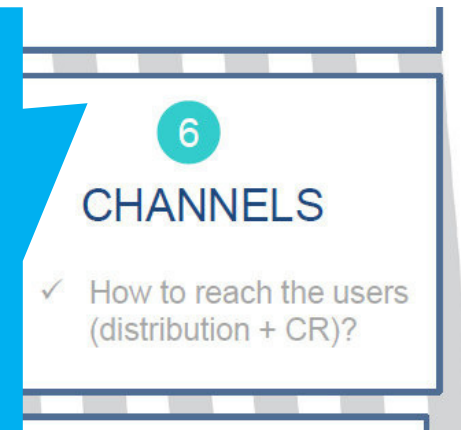 6
CHANNELS
✓ How to reach the users
(distribution + CR)?